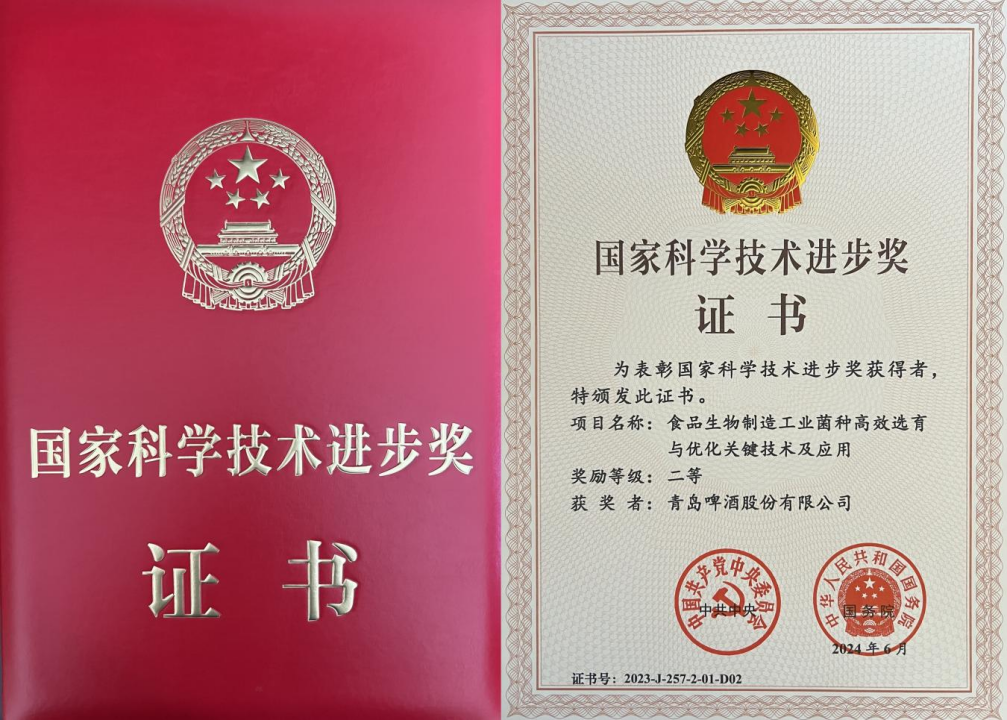 国家科学技术进步奖
证 书
国家科学技术进步奖
证 书
为表彰国家科学技术进步奖获得者，
特颁发此证书。
项目名称：食品生物制造工业菌种高效选育
与优化关键技术及应用
奖励等级：二等
获 奖 者：青岛啤酒股份有限公司
中国共产党中央委员会
中共中央
中华人民共和国国务院
国务院
2024 年 6 月
证书号：2023-J-257-2-01-D02